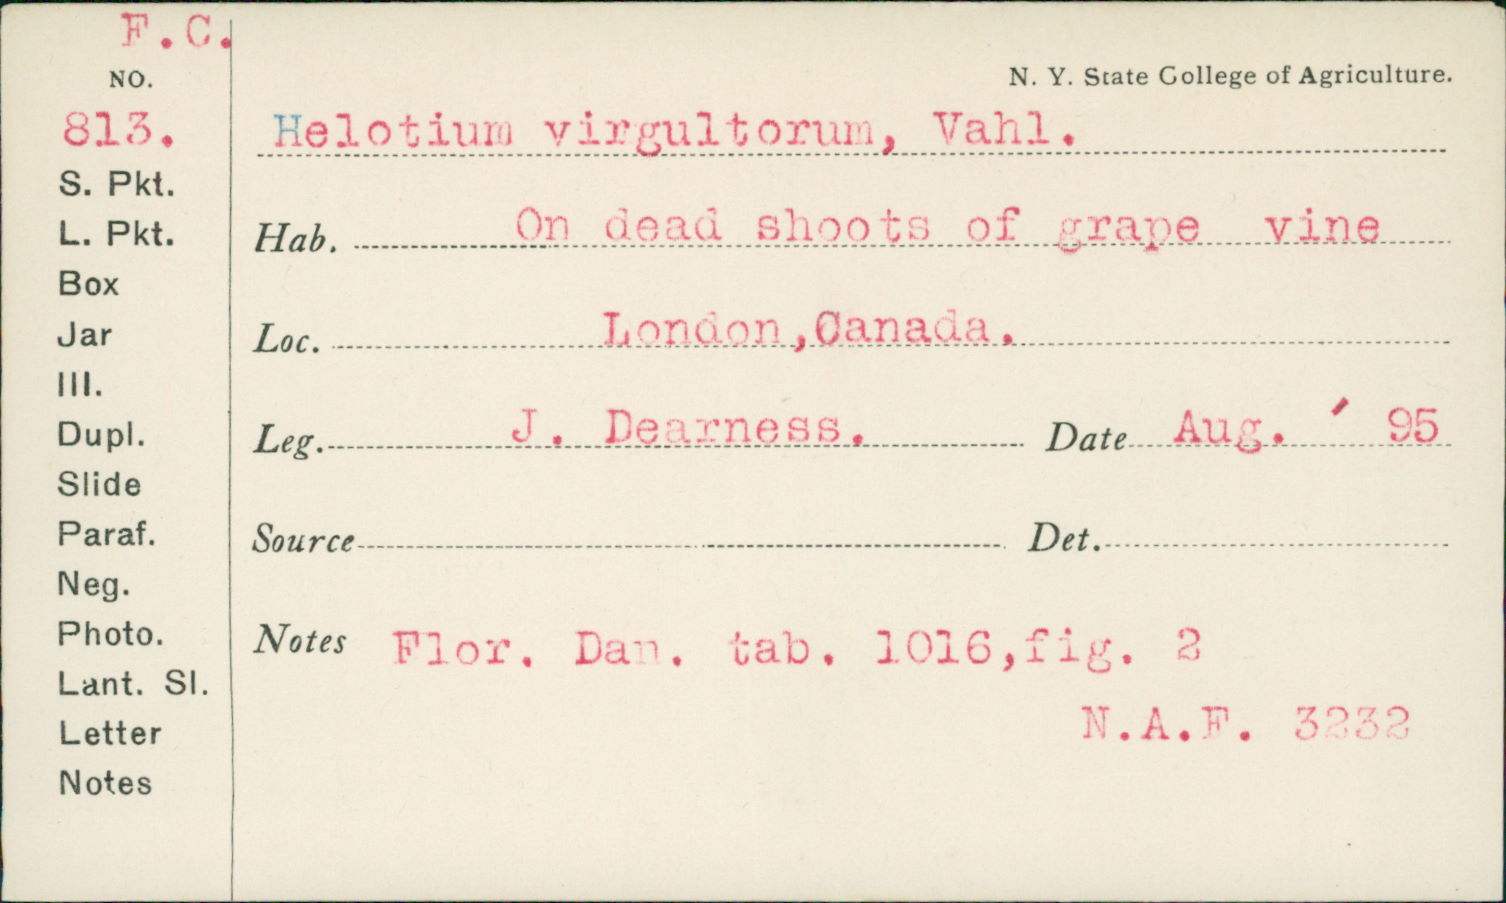 F.C.
NO.
N. Y. State College of Agriculture.
813.
Helotium virgultorum, Vahl.
S. Pkt.
L. Pkt.
Hab. On dead shoots of grape vine
Box
Jar
Loc. London,Canada.
Ill.
Dupl.
Leg. J. Dearness. Date Aug. ' 95
Slide
Paraf.
Source Det.
Neg.
Photo.
Notes Flor. Dan. tab. 1016,fig. 2
Lant. Sl.
Letter
N.A.F. 3232
Notes